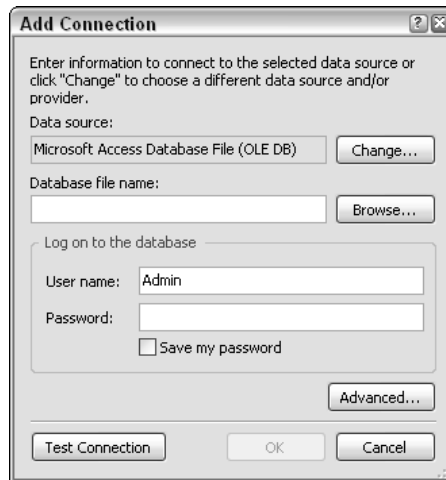 Add Connection
Enter information to connect to the selected data source or
click "Change" to choose a different data source and/or
provider.
Data source:
Microsoft Access Database File (OLE DB)
Change...
Database file name:
Browse...
Log on to the database
User name:
Admin
Password:
Save my password
Advanced...
Test Connection
OK
Cancel